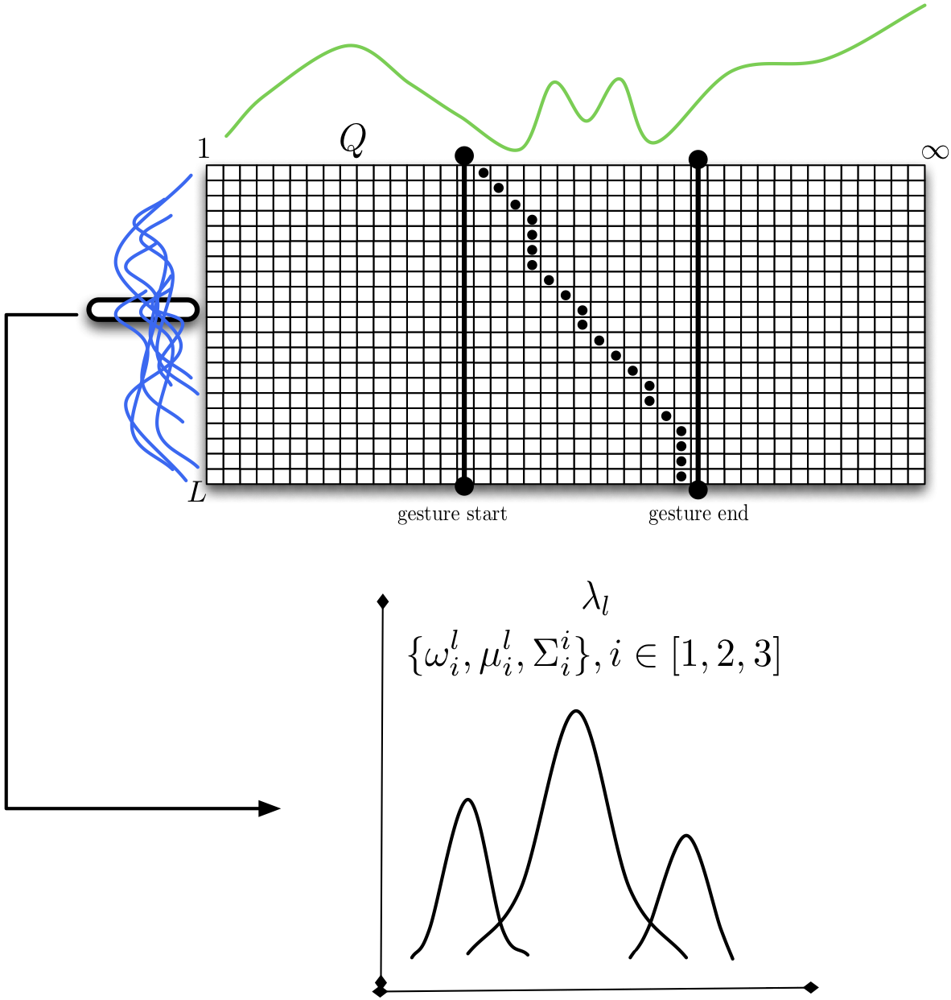 Q
1
∞
L
gesture start gesture end
λ_l
{ω_i^l, μ_i^l, Σ_i^i}, i ∈ [1, 2, 3]